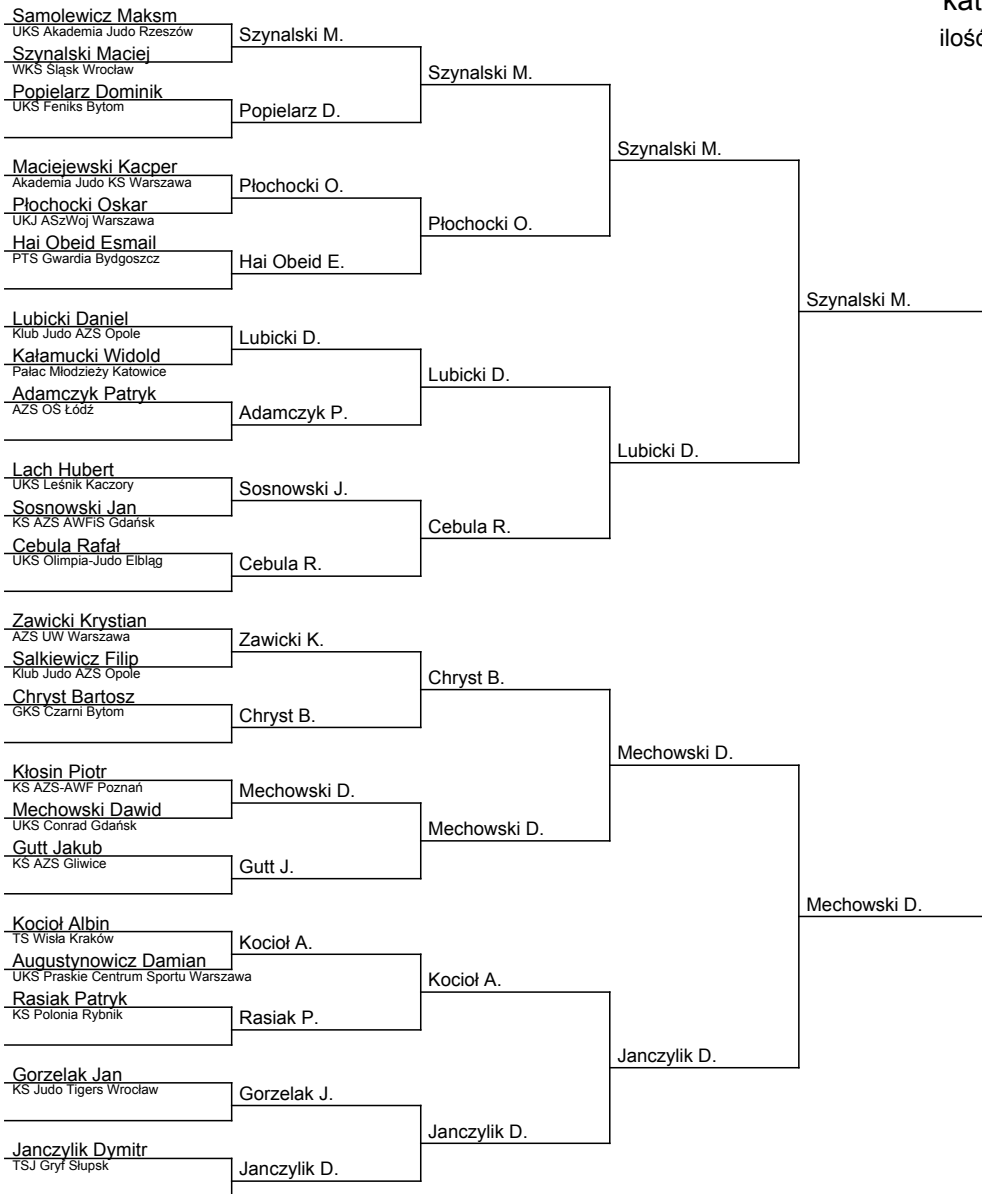 kat
ilość
Samolewicz Maksm
UKS Akademia Judo Rzeszów
Szynalski Maciej
WKS Śląsk Wrocław
Popielarz Dominik
UKS Feniks Bytom
Maciejewski Kacper
Akademia Judo KS Warszawa
Płochocki Oskar
UKJ ASzWoj Warszawa
Hai Obeid Esmail
PTS Gwardia Bydgoszcz
Lubicki Daniel
Klub Judo AZS Opole
Kałamucki Widold
Pałac Młodzieży Katowice
Adamczyk Patryk
AZS OŚ Łódź
Lach Hubert
UKS Leśnik Kaczory
Sosnowski Jan
KS AZS AWFiS Gdańsk
Cebula Rafał
UKS Olimpia-Judo Elbląg
Zawicki Krystian
AZS UW Warszawa
Salkiewicz Filip
Klub Judo AZS Opole
Chryst Bartosz
GKS Czarni Bytom
Kłosin Piotr
KS AZS-AWF Poznań
Mechowski Dawid
UKS Conrad Gdańsk
Gutt Jakub
KS AZS Gliwice
Kocioł Albin
TS Wisła Kraków
Augustynowicz Damian
UKS Praskie Centrum Sportu Warszawa
Rasiak Patryk
KS Polonia Rybnik
Gorzelak Jan
KS Judo Tigers Wrocław
Janczylik Dymitr
TSJ Gryf Słupsk
Szynalski M.
Popielarz D.
Płochocki O.
Hai Obeid E.
Lubicki D.
Adamczyk P.
Sosnowski J.
Cebula R.
Zawicki K.
Chryst B.
Mechowski D.
Gutt J.
Kocioł A.
Rasiak P.
Gorzelak J.
Janczylik D.
Szynalski M.
Płochocki O.
Lubicki D.
Cebula R.
Chryst B.
Mechowski D.
Kocioł A.
Janczylik D.
Szynalski M.
Lubicki D.
Mechowski D.
Janczylik D.
Szynalski M.
Mechowski D.